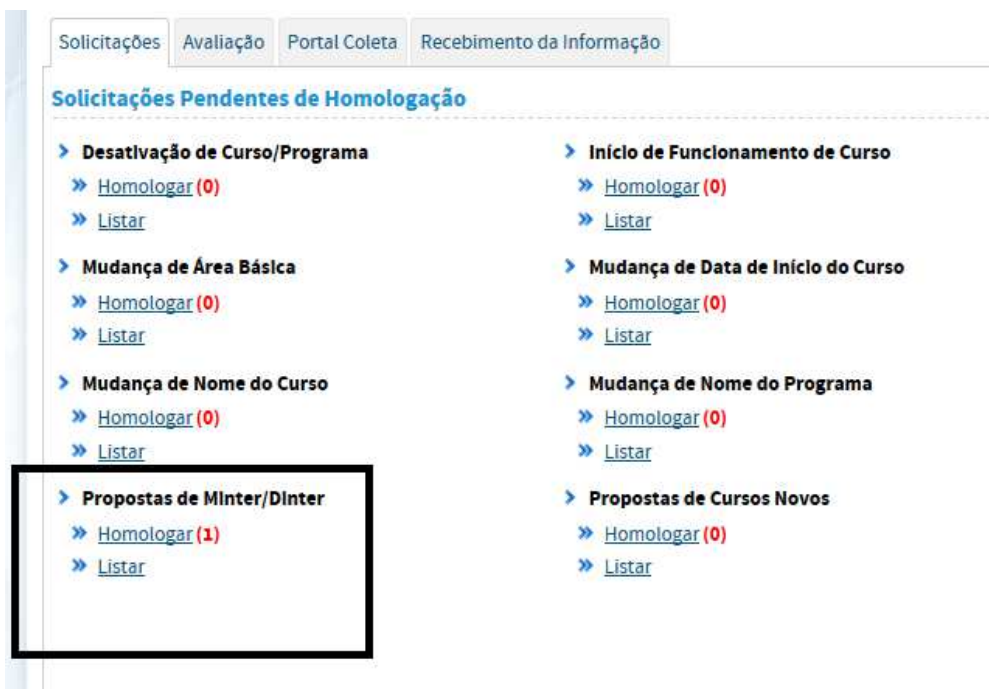 Solicitações Avaliação Portal Coleta Recebimento da Informação
Solicitações Pendentes de Homologação
Desativação de Curso/Programa
Homologar (0)
Listar
Início de Funcionamento de Curso
Homologar (0)
Listar
Mudança de Área Básica
Homologar (0)
Listar
Mudança de Data de Início do Curso
Homologar (0)
Listar
Mudança de Nome do Curso
Homologar (0)
Listar
Mudança de Nome do Programa
Homologar (0)
Listar
Propostas de Minter/Dinter
Homologar (1)
Listar
Propostas de Cursos Novos
Homologar (0)
Listar